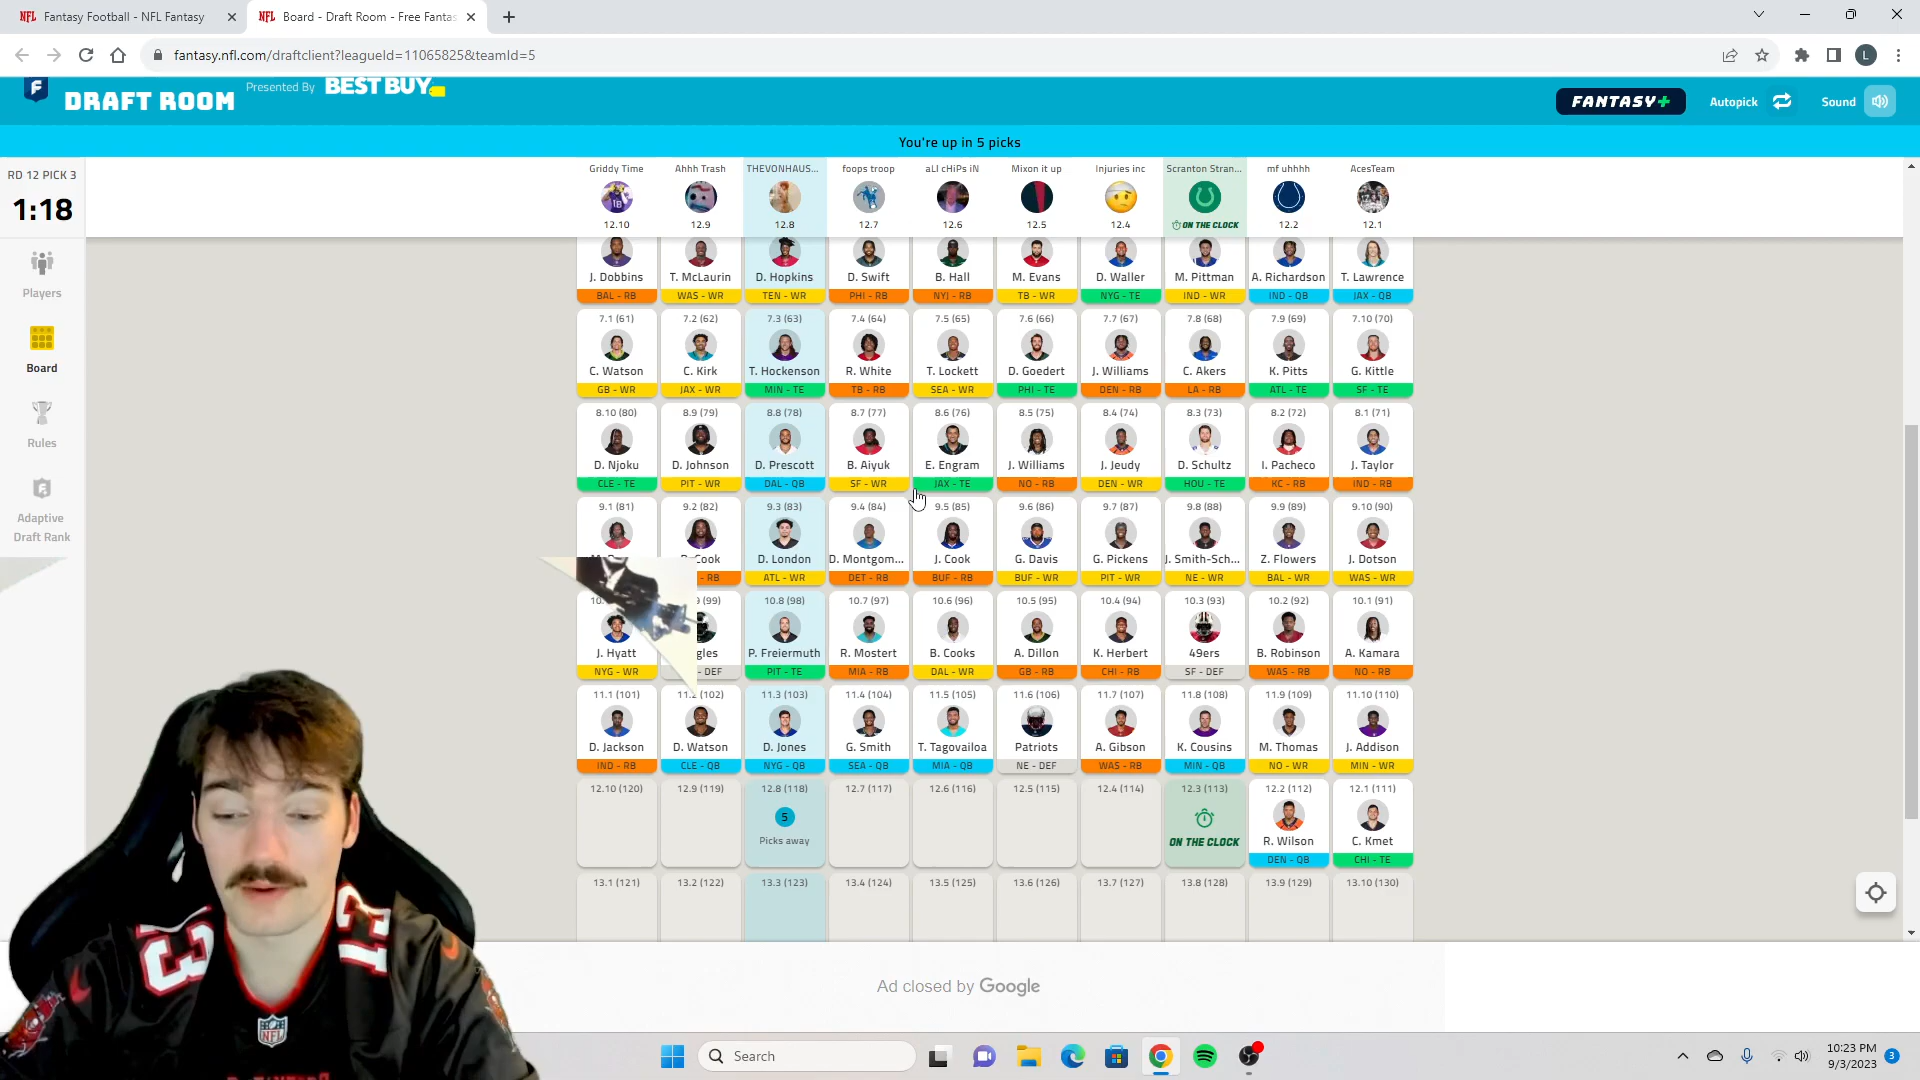 NFL Fantasy Football - NFL Fantasy
NFL Board - Draft Room - Free Fantas
fantasy.nfl.com/draftclient?leagueId=11065825&teamId=5
L
F DRAFT ROOM Presented By BEST BUY
FANTASY+ Autopick Sound
You're up in 5 picks
RD 12 PICK 3
1:18
Players
Board
Rules
Adaptive
Draft Rank
Griddy Time Ahhh Trash THEVONHAUS... foops troop aLl cHiPs iN Mixon it up Injuries inc Scranton Stran... mf uhhhh AcesTeam
12.10 12.9 12.8 12.7 12.6 12.5 12.4 ON THE CLOCK 12.2 12.1
J. Dobbins T. McLaurin D. Hopkins D. Swift B. Hall M. Evans D. Waller M. Pittman A. Richardson T. Lawrence
BAL - RB WAS - WR TEN - WR PHI - RB NYJ - RB TB - WR NYG - TE IND - WR IND - QB JAX - QB
7.1 (61) 7.2 (62) 7.3 (63) 7.4 (64) 7.5 (65) 7.6 (66) 7.7 (67) 7.8 (68) 7.9 (69) 7.10 (70)
C. Watson C. Kirk T. Hockenson R. White T. Lockett D. Goedert J. Williams C. Akers K. Pitts G. Kittle
GB - WR JAX - WR MIN - TE TB - RB SEA - WR PHI - TE DEN - RB LA - RB ATL - TE SF - TE
8.10 (80) 8.9 (79) 8.8 (78) 8.7 (77) 8.6 (76) 8.5 (75) 8.4 (74) 8.3 (73) 8.2 (72) 8.1 (71)
D. Njoku D. Johnson D. Prescott B. Aiyuk E. Engram J. Williams J. Jeudy D. Schultz I. Pacheco J. Taylor
CLE - TE PIT - WR DAL - QB SF - WR JAX - TE NO - RB DEN - WR HOU - TE KC - RB IND - RB
9.1 (81) 9.2 (82) 9.3 (83) 9.4 (84) 9.5 (85) 9.6 (86) 9.7 (87) 9.8 (88) 9.9 (89) 9.10 (90)
Cook D. London D. Montgom... J. Cook G. Davis G. Pickens J. Smith-Sch... Z. Flowers J. Dotson
- RB ATL - WR DET - RB BUF - RB BUF - WR PIT - WR NE - WR BAL - WR WAS - WR
10. 9 (99) 10.8 (98) 10.7 (97) 10.6 (96) 10.5 (95) 10.4 (94) 10.3 (93) 10.2 (92) 10.1 (91)
J. Hyatt gles P. Freiermuth R. Mostert B. Cooks A. Dillon K. Herbert 49ers B. Robinson A. Kamara
NYG - WR - DEF PIT - TE MIA - RB DAL - WR GB - RB CHI - RB SF - DEF WAS - RB NO - RB
11.1 (101) 11.2 (102) 11.3 (103) 11.4 (104) 11.5 (105) 11.6 (106) 11.7 (107) 11.8 (108) 11.9 (109) 11.10 (110)
D. Jackson D. Watson D. Jones G. Smith T. Tagovailoa Patriots A. Gibson K. Cousins M. Thomas J. Addison
IND - RB CLE - QB NYG - QB SEA - QB MIA - QB NE - DEF WAS - RB MIN - QB NO - WR MIN - WR
12.10 (120) 12.9 (119) 12.8 (118) 12.7 (117) 12.6 (116) 12.5 (115) 12.4 (114) 12.3 (113) 12.2 (112) 12.1 (111)
5
Picks away ON THE CLOCK R. Wilson C. Kmet
DEN - QB CHI - TE
13.1 (121) 13.2 (122) 13.3 (123) 13.4 (124) 13.5 (125) 13.6 (126) 13.7 (127) 13.8 (128) 13.9 (129) 13.10 (130)
Ad closed by Google
13
NFL
Search
10:23 PM
9/3/2023
3